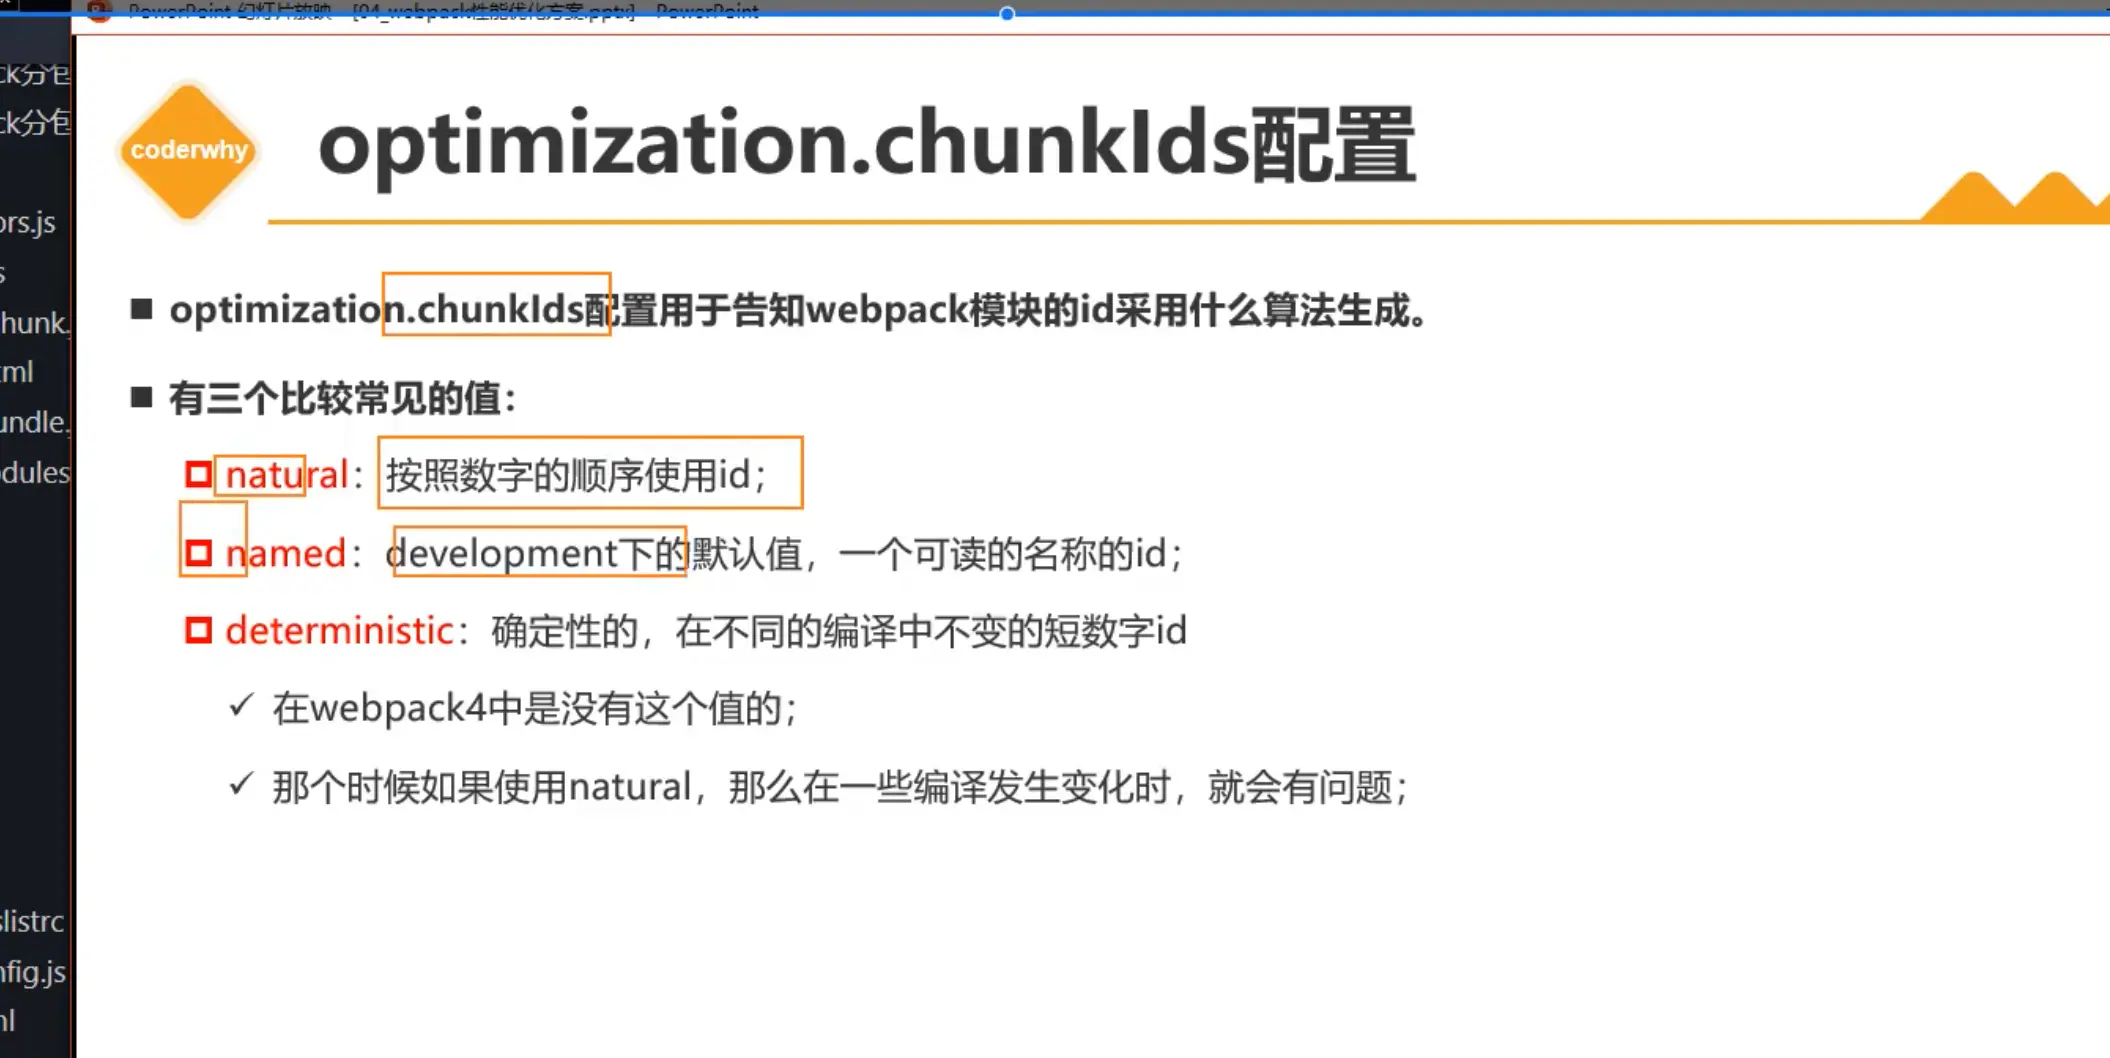 PowerPoint 幻灯片放映 - [04_webpack性能优化方案.pptx] - PowerPoint
ck分包
ck分包
ors.js
s
hunk.
ml
undle.
dules
listrc
nfig.js
ml
coderwhy
optimization.chunkIds配置
optimization.chunkIds配置用于告知webpack模块的id采用什么算法生成。
有三个比较常见的值：
natural：按照数字的顺序使用id；
named：development下的默认值，一个可读的名称的id；
deterministic：确定性的，在不同的编译中不变的短数字id
在webpack4中是没有这个值的；
那个时候如果使用natural，那么在一些编译发生变化时，就会有问题；